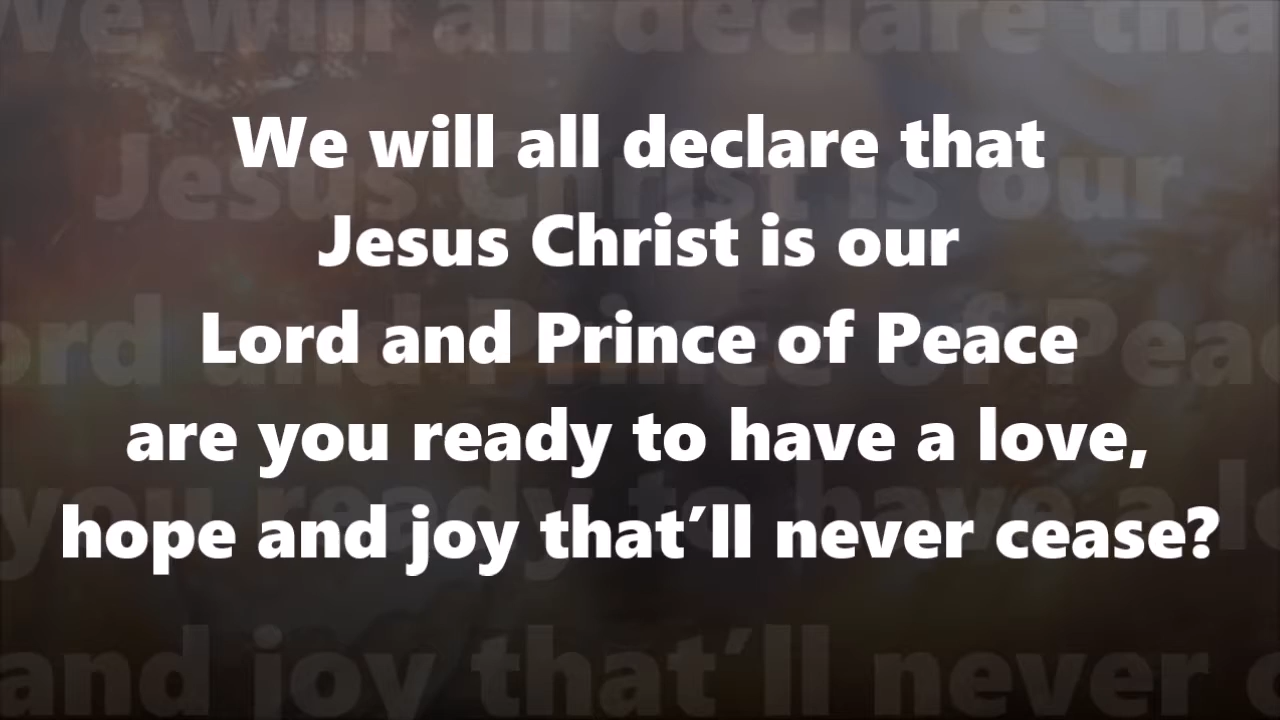 We will all declare that
Jesus Christ is our
Lord and Prince of Peace
are you ready to have a love,
hope and joy that′ll never cease?